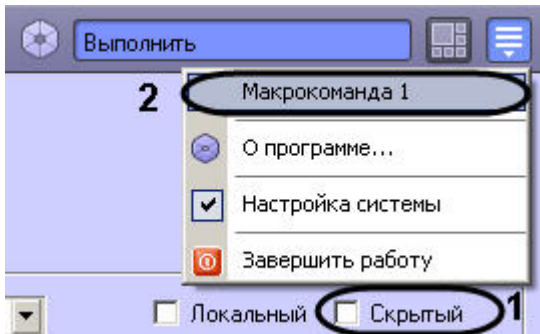 Выполнить
2 Макрокоманда 1
О программе...
Настройка системы
Завершить работу
Локальный Скрытый 1